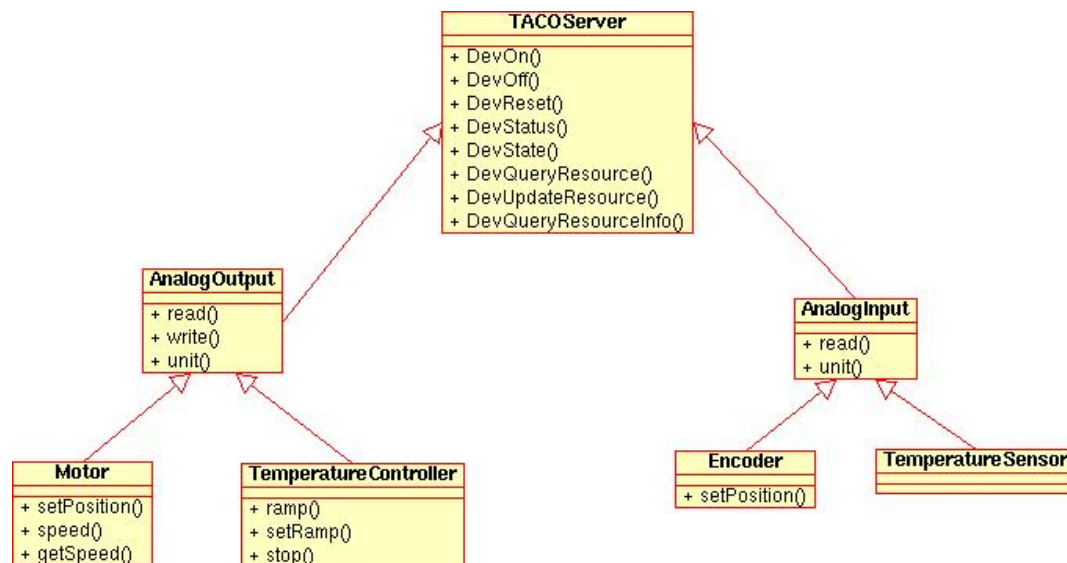 TACOServer
+ DevOn()
+ DevOff()
+ DevReset()
+ DevStatus()
+ DevState()
+ DevQueryResource()
+ DevUpdateResource()
+ DevQueryResourceInfo()
AnalogOutput
+ read()
+ write()
+ unit()
AnalogInput
+ read()
+ unit()
Motor
+ setPosition()
+ speed()
+ getSpeed()
TemperatureController
+ ramp()
+ setRamp()
+ stop()
Encoder
+ setPosition()
TemperatureSensor